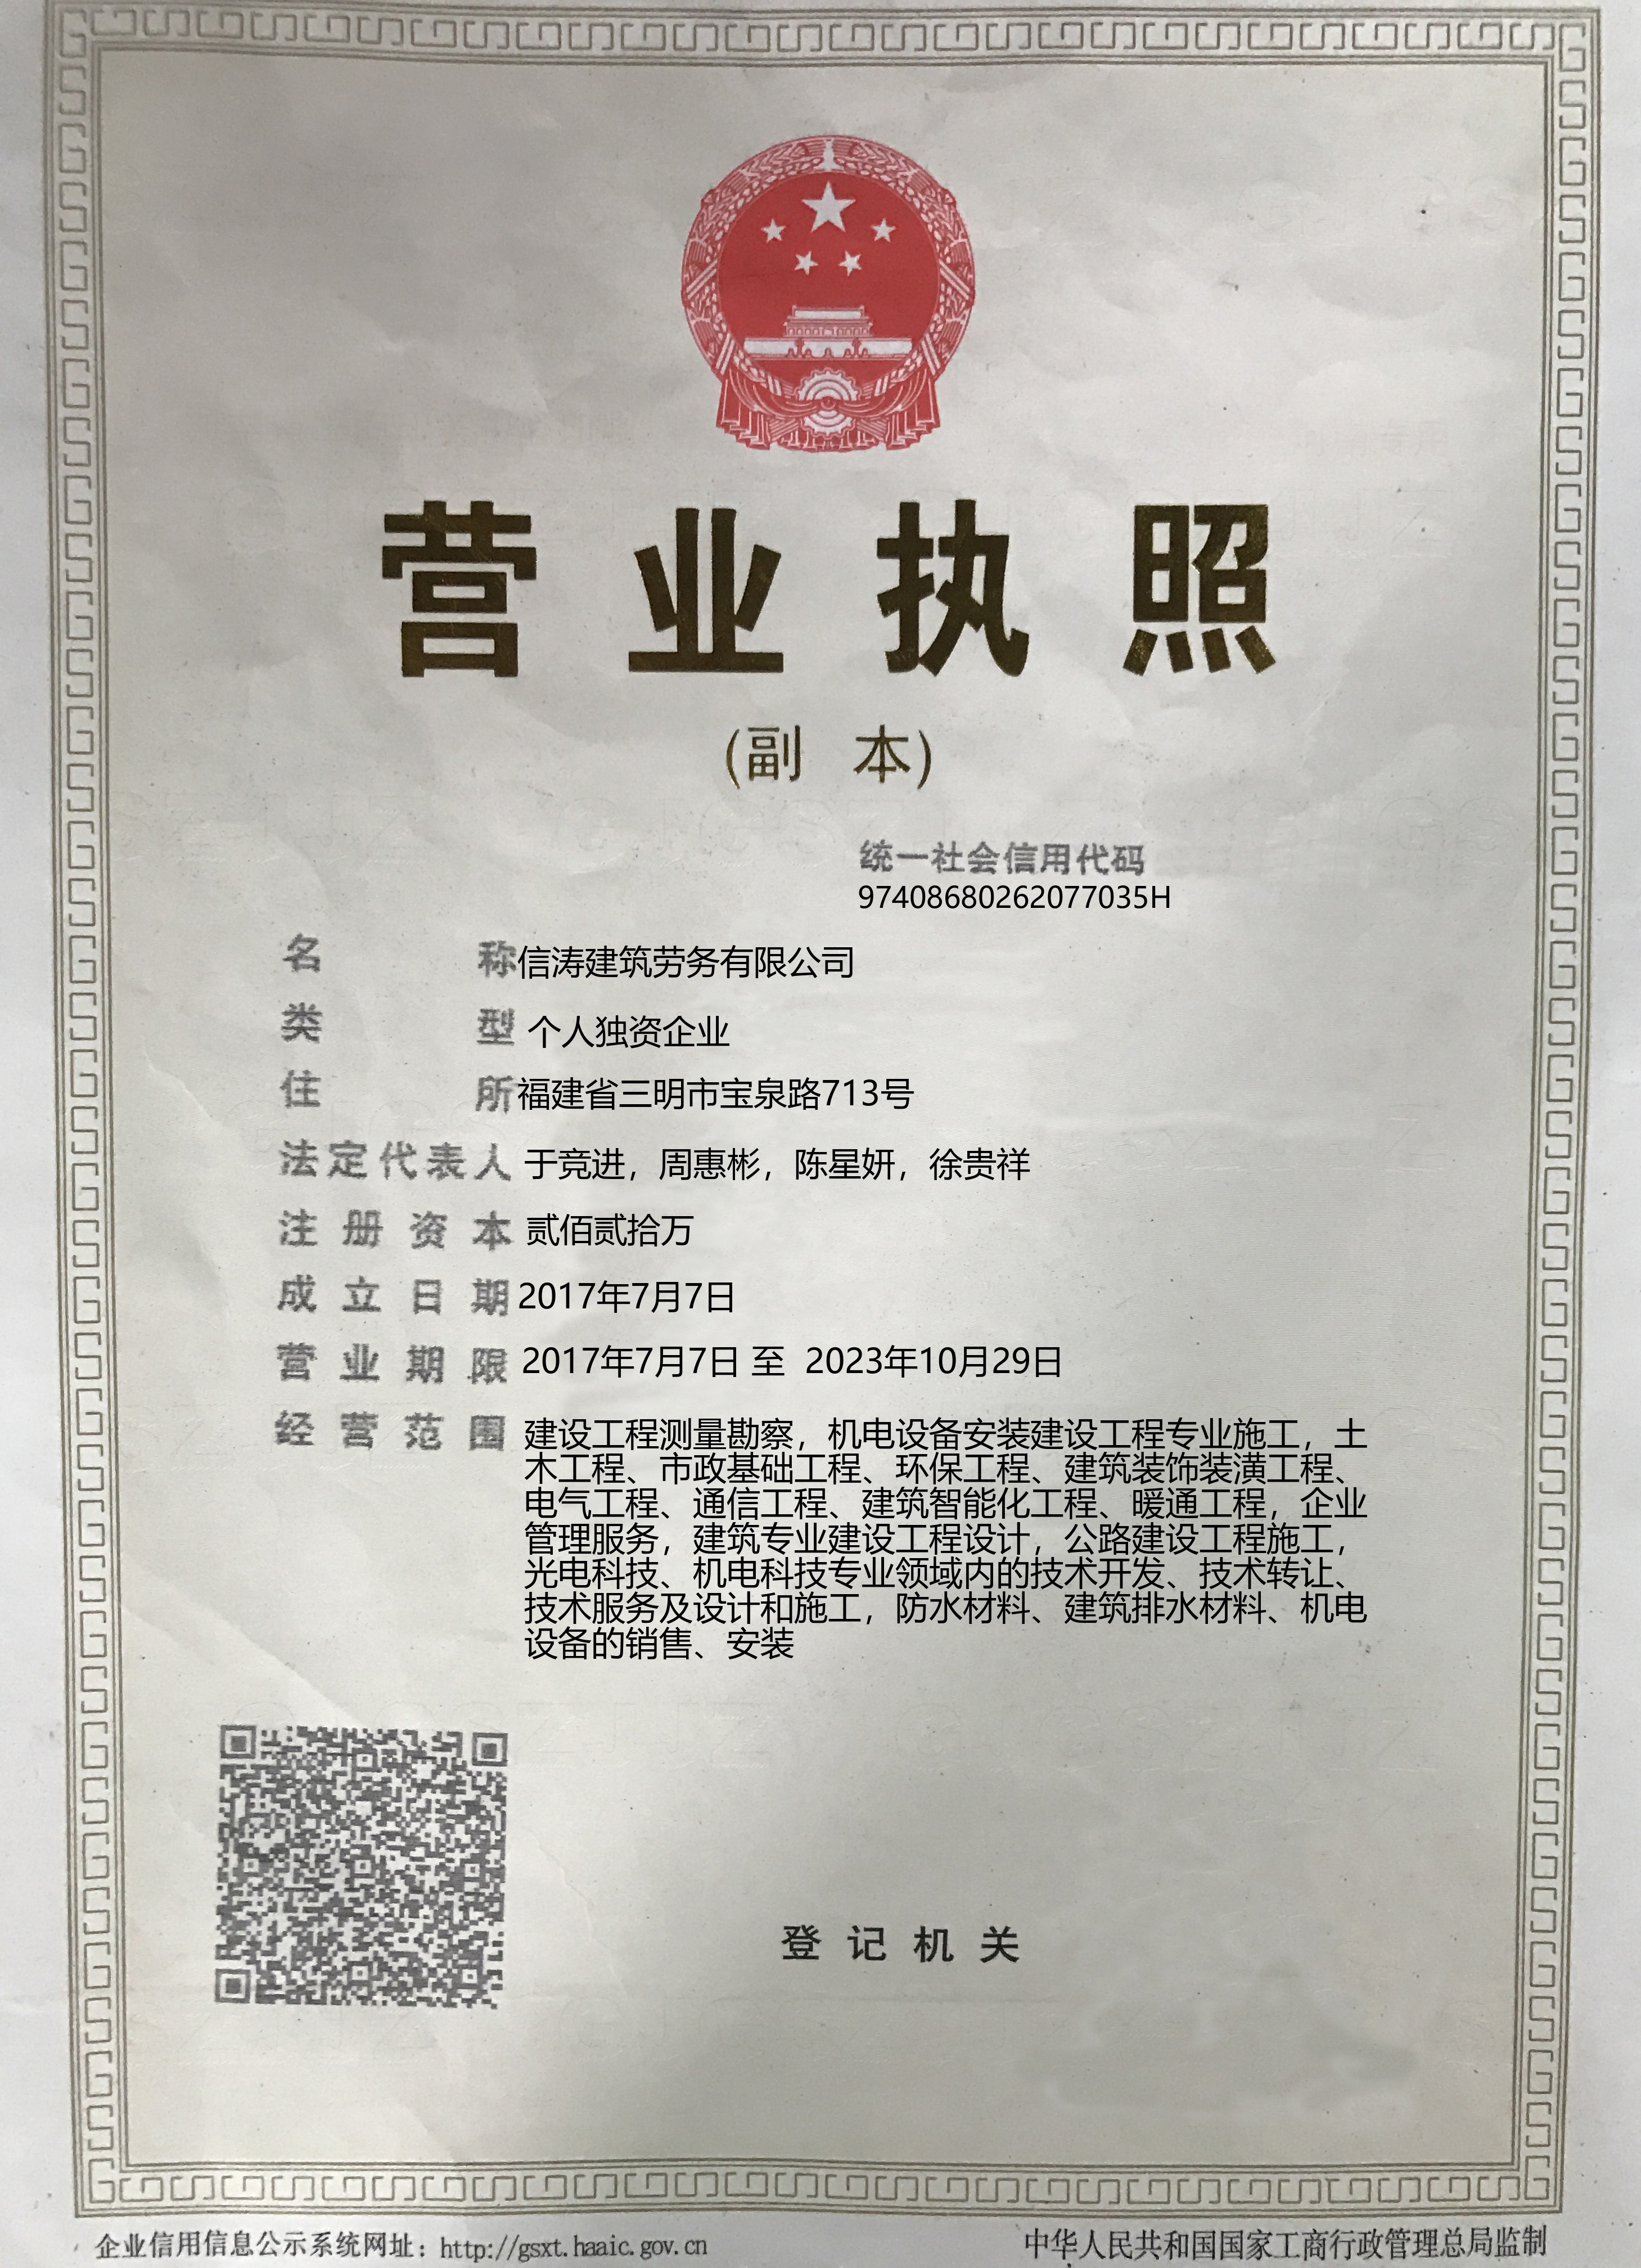 营业执照
(副 本)
统一社会信用代码
97408680262077035H
名 称 信涛建筑劳务有限公司
类 型 个人独资企业
住 所 福建省三明市宝泉路713号
法定代表人 于竞进，周惠彬，陈星妍，徐贵祥
注册资本 贰佰贰拾万
成立日期 2017年7月7日
营业期限 2017年7月7日 至 2023年10月29日
经营范围 建设工程测量勘察，机电设备安装建设工程专业施工，土
木工程、市政基础工程、环保工程、建筑装饰装潢工程、
电气工程、通信工程、建筑智能化工程、暖通工程，企业
管理服务，建筑专业建设工程设计，公路建设工程施工，
光电科技、机电科技专业领域内的技术开发、技术转让、
技术服务及设计和施工，防水材料、建筑排水材料、机电
设备的销售、安装
登记机关
企业信用信息公示系统网址：http://gsxt.haaic.gov.cn
中华人民共和国国家工商行政管理总局监制